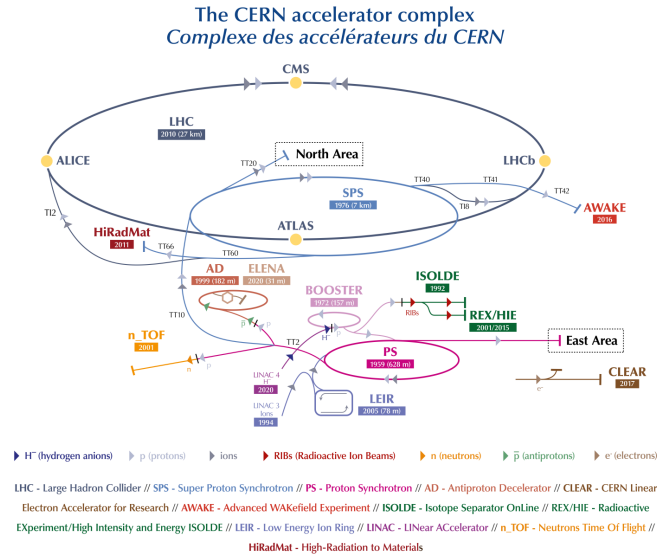 The CERN accelerator complex
Complexe des accélérateurs du CERN
CMS
LHC
2010 (27 km)
TT20
North Area
ALICE
LHCb
TT40
TT41
SPS
1976 (7 km)
TT42
TI2
TI8
AWAKE
2016
ATLAS
HiRadMat
2011
TT66
TT60
AD
1999 (182 m)
ELENA
2020 (31 m)
ISOLDE
1992
BOOSTER
1972 (157 m)
RIBs
REX/HIE
2001/2015
TT10
p̅
p
p
H⁻
TT2
n_TOF
2001
East Area
PS
1959 (628 m)
n
p
LINAC 4
H⁻
2020
CLEAR
2017
e⁻
LINAC 3
Ions
1994
LEIR
2005 (78 m)
H⁻ (hydrogen anions)
p (protons)
ions
RIBs (Radioactive Ion Beams)
n (neutrons)
p̅ (antiprotons)
e⁻ (electrons)
LHC - Large Hadron Collider // SPS - Super Proton Synchrotron // PS - Proton Synchrotron // AD - Antiproton Decelerator // CLEAR - CERN Linear
Electron Accelerator for Research // AWAKE - Advanced WAKefield Experiment // ISOLDE - Isotope Separator OnLine // REX/HIE - Radioactive
EXperiment/High Intensity and Energy ISOLDE // LEIR - Low Energy Ion Ring // LINAC - LINear ACcelerator // n_TOF - Neutrons Time Of Flight //
HiRadMat - High-Radiation to Materials